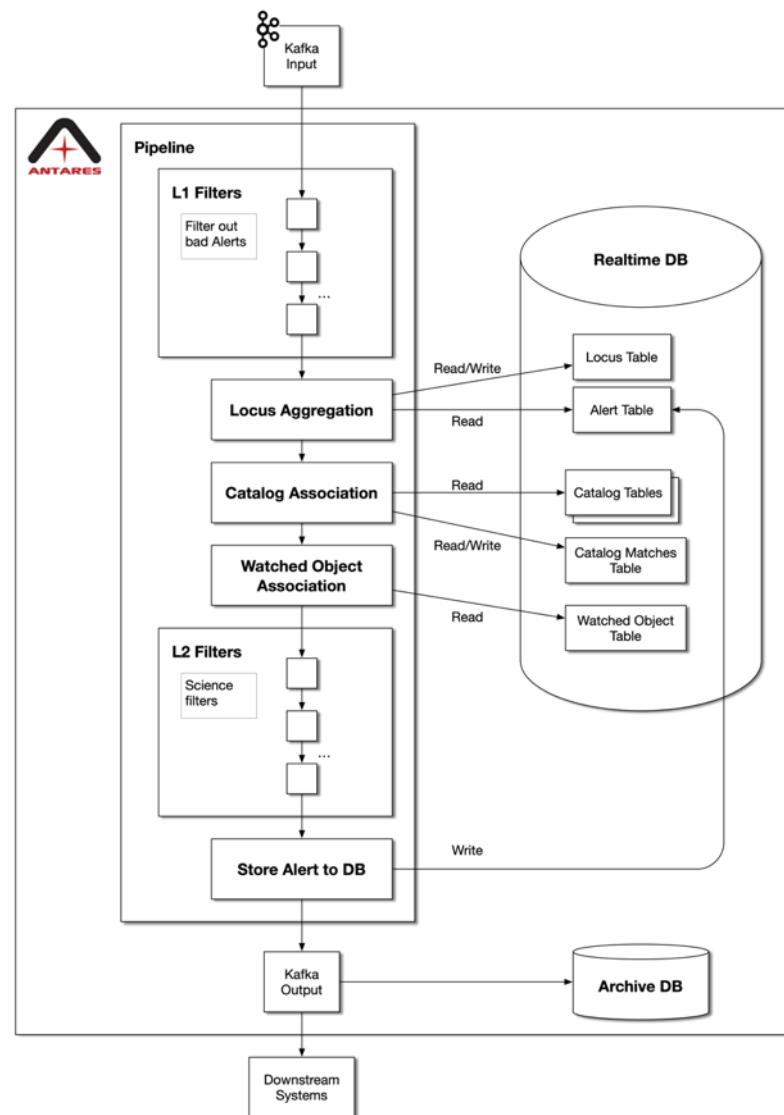 Kafka
Input
ANTARES
Pipeline
L1 Filters
Filter out
bad Alerts
...
Realtime DB
Locus Table
Read/Write
Locus Aggregation
Alert Table
Read
Catalog Association
Read
Catalog Tables
Read/Write
Catalog Matches
Table
Watched Object
Association
Read
Watched Object
Table
L2 Filters
Science
filters
...
Store Alert to DB
Write
Kafka
Output
Archive DB
Downstream
Systems